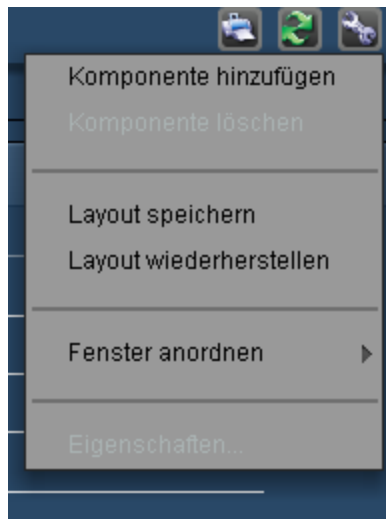 Komponente hinzufügen
Komponente löschen
Layout speichern
Layout wiederherstellen
Fenster anordnen
Eigenschaften...